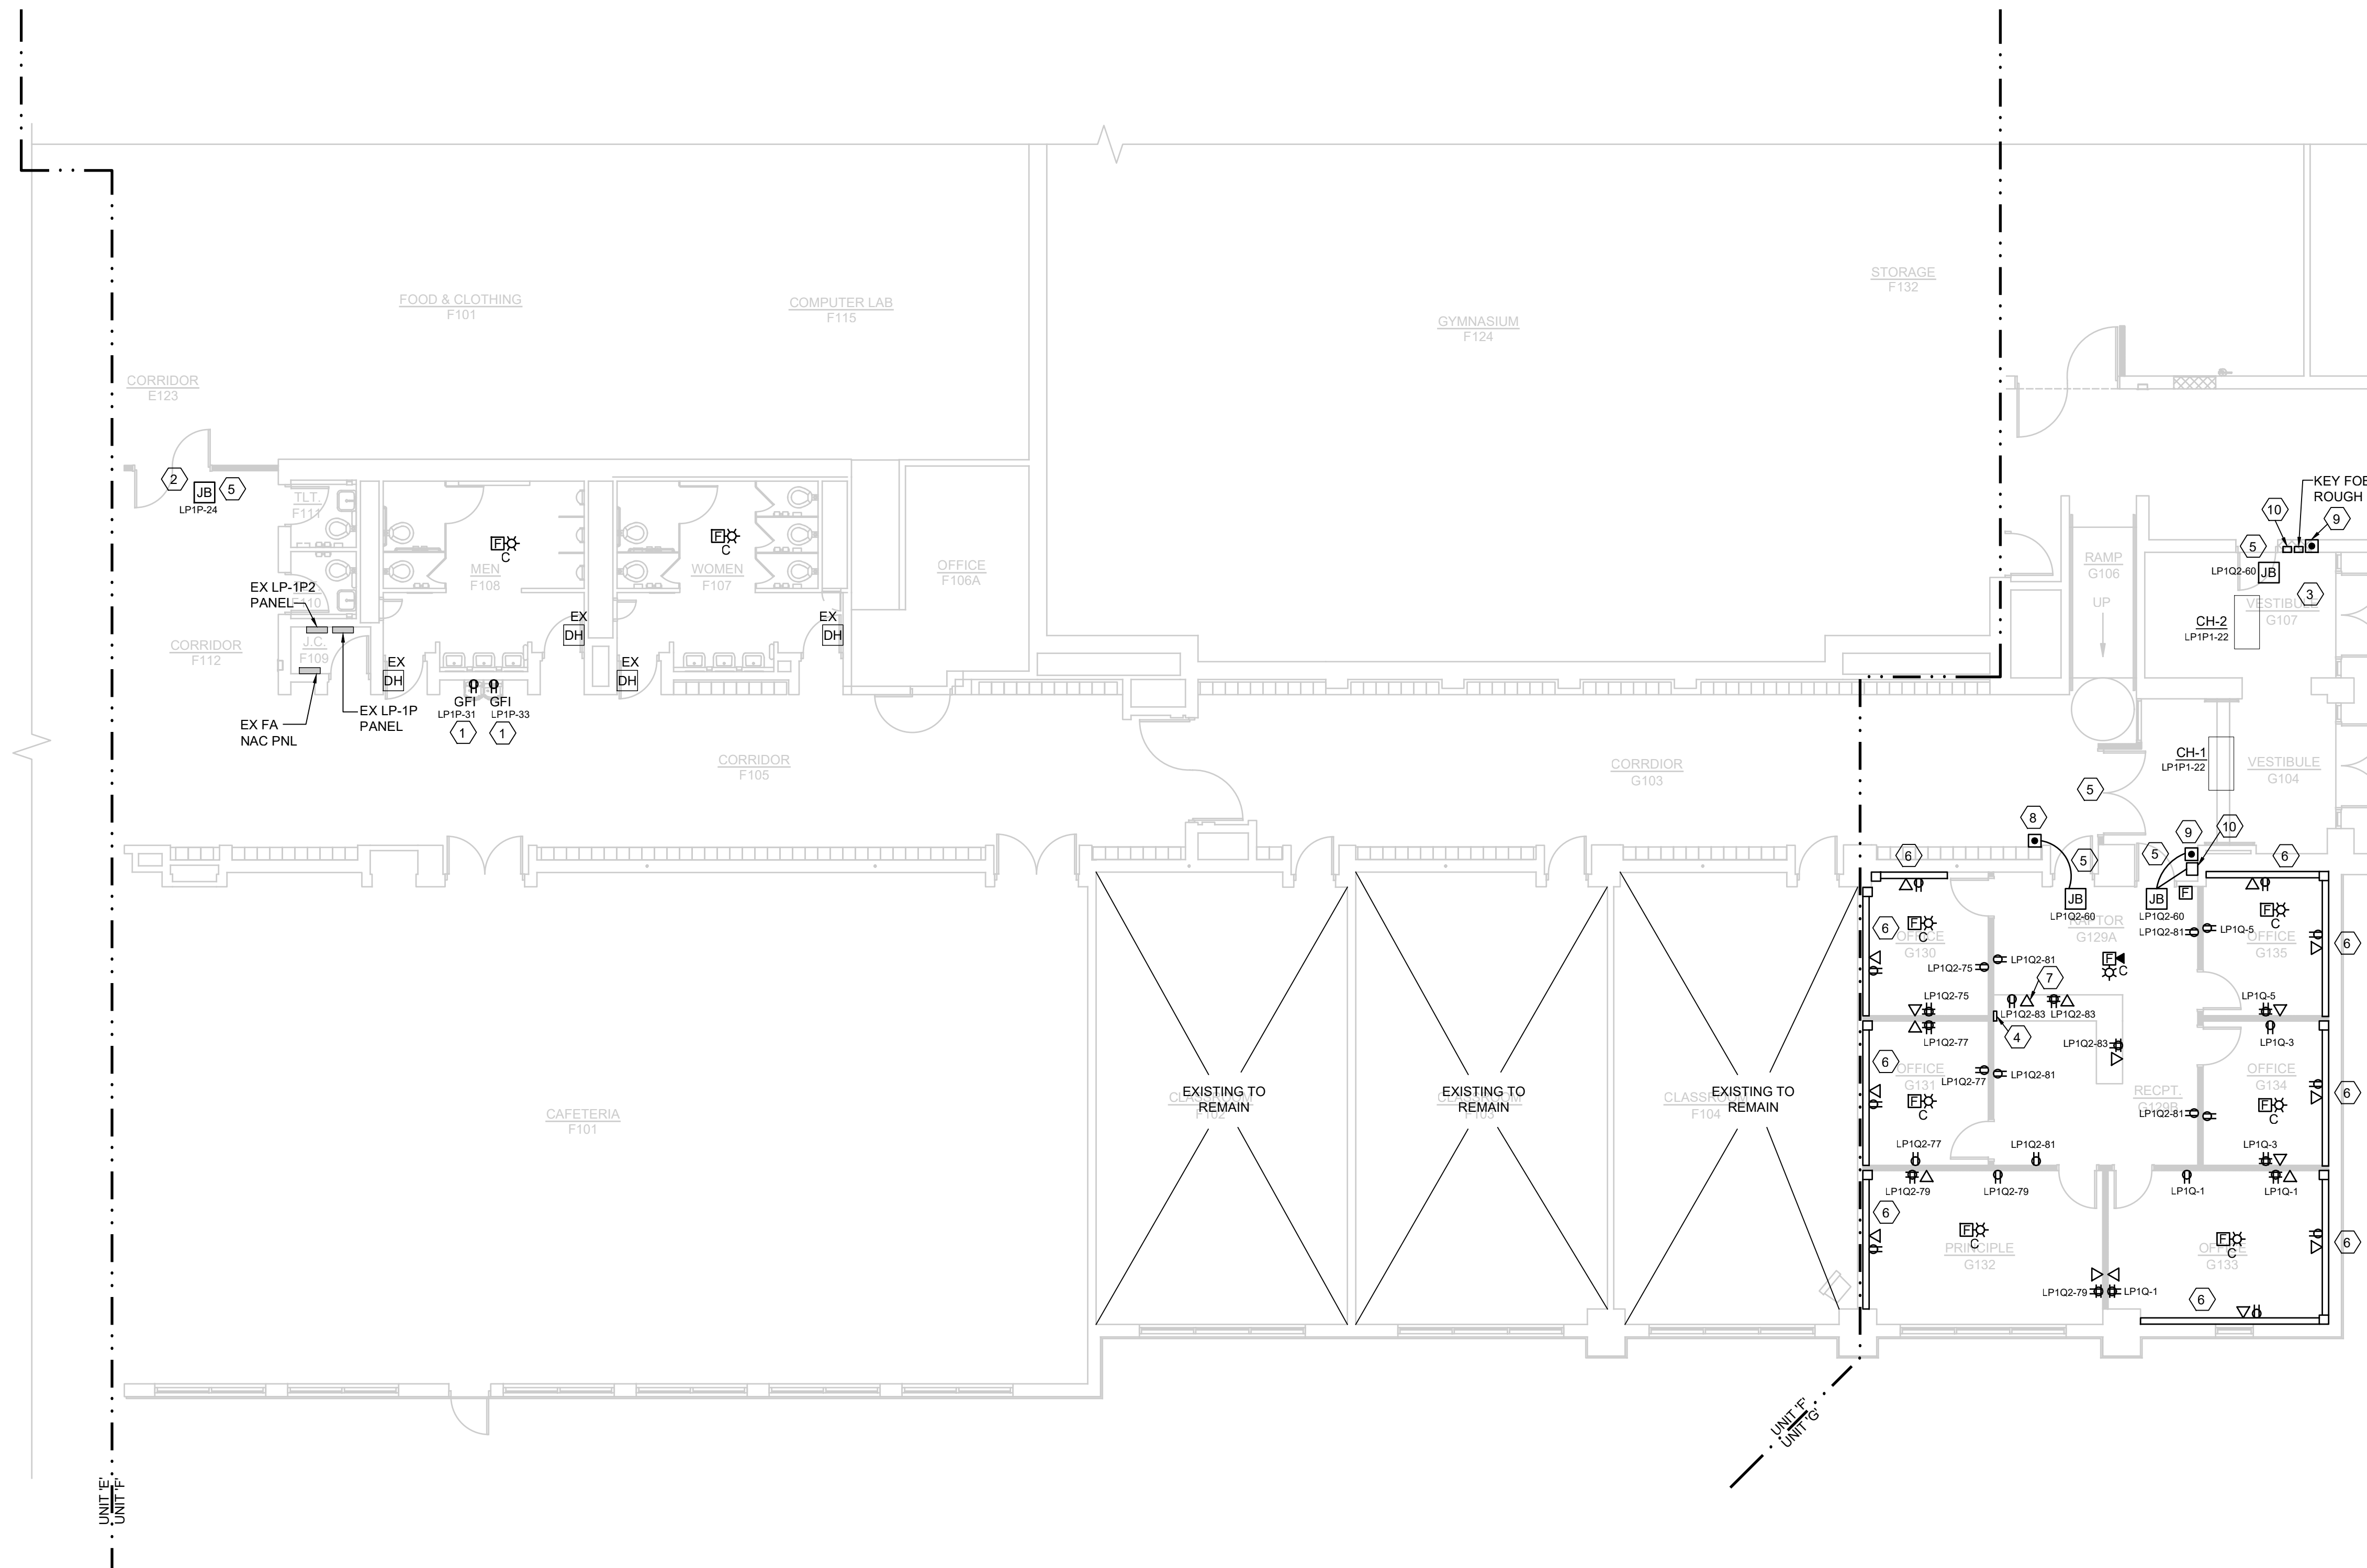 STORAGE
F132
FOOD & CLOTHING
F101
COMPUTER LAB
F115
GYMNASIUM
F124
CORRIDOR
E123
2
JB
5
LP1P-24
TLT.
F111
F
C
MEN
F108
F
C
WOMEN
F107
OFFICE
F106A
KEY FOB
ROUGH
10
9
5
LP1Q2-60
JB
3
RAMP
G106
UP
VESTIBULE
G107
CH-2
LP1P1-22
EX LP-1P2
PANEL
F110
J.C.
F109
CORRIDOR
F112
EX
DH
EX
DH
EX
DH
EX
DH
EX FA
NAC PNL
EX LP-1P
PANEL
GFI
LP1P-31
1
GFI
LP1P-33
1
CORRIDOR
F105
CORRDIOR
G103
CH-1
LP1P1-22
VESTIBULE
G104
5
8
9
10
6
5
5
6
JB
LP1Q2-60
JB
LP1Q2-60
F
RAPTOR
G129A
6
F
C
OFFICE
G130
LP1Q2-75
LP1Q2-81
LP1Q2-75
F
C
7
LP1Q2-81
LP1Q-5
F
C
OFFICE
G135
6
LP1Q-5
LP1Q2-83
LP1Q2-83
4
LP1Q2-83
LP1Q2-77
6
OFFICE
G131
LP1Q2-77
LP1Q2-81
F
C
LP1Q-3
OFFICE
G134
F
C
6
RECPT.
G129B
LP1Q2-81
LP1Q2-77
LP1Q2-81
LP1Q-3
LP1Q2-79
LP1Q2-79
LP1Q-1
LP1Q-1
6
F
C
PRINCIPLE
G132
F
C
OFFICE
G133
6
LP1Q2-79
LP1Q-1
6
CAFETERIA
F101
CLASSROOM
F102
EXISTING TO
REMAIN
CLASSROOM
F103
EXISTING TO
REMAIN
CLASSROOM
F104
EXISTING TO
REMAIN
UNIT 'F'
UNIT 'G'
UNIT 'E'
UNIT 'F'